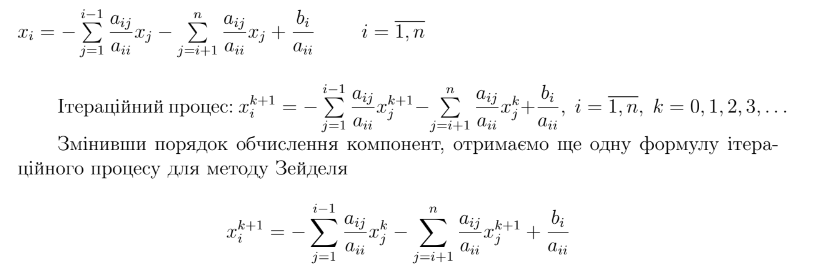 $x_i = -\sum_{j=1}^{i-1} \frac{a_{ij}}{a_{ii}} x_j - \sum_{j=i+1}^{n} \frac{a_{ij}}{a_{ii}} x_j + \frac{b_i}{a_{ii}} \qquad i = \overline{1,n}$
Ітераційний процес: $x_i^{k+1} = -\sum_{j=1}^{i-1} \frac{a_{ij}}{a_{ii}} x_j^{k+1} - \sum_{j=i+1}^{n} \frac{a_{ij}}{a_{ii}} x_j^k + \frac{b_i}{a_{ii}},\ i = \overline{1,n},\ k = 0,1,2,3,\ldots$
Змінивши порядок обчислення компонент, отримаємо ще одну формулу ітера-
ційного процесу для методу Зейделя
$x_i^{k+1} = -\sum_{j=1}^{i-1} \frac{a_{ij}}{a_{ii}} x_j^k - \sum_{j=i+1}^{n} \frac{a_{ij}}{a_{ii}} x_j^{k+1} + \frac{b_i}{a_{ii}}$